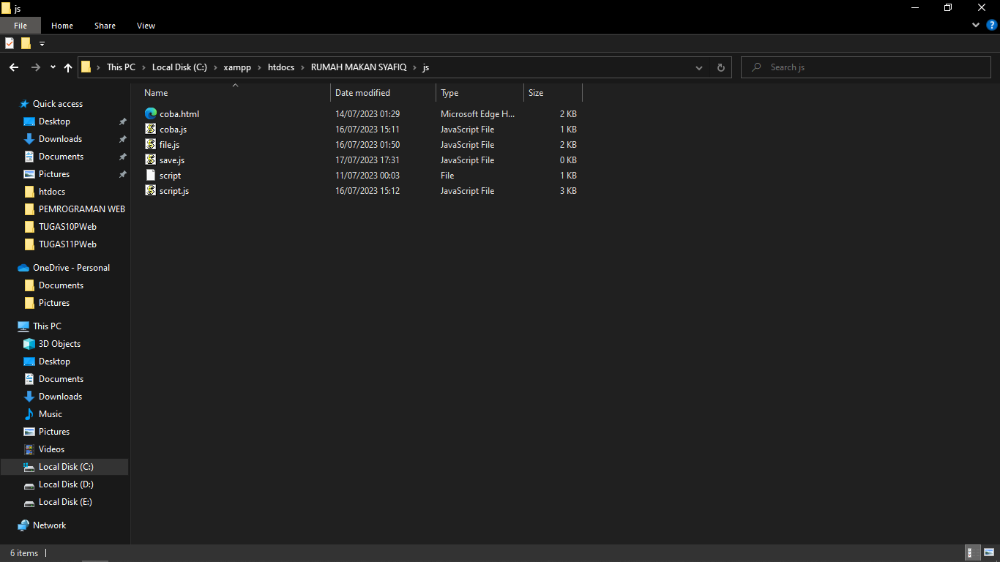 js
File Home Share View
This PC Local Disk (C:) xampp htdocs RUMAH MAKAN SYAFIQ js Search js
Name Date modified Type Size
coba.html 14/07/2023 01:29 Microsoft Edge H... 2 KB
coba.js 16/07/2023 15:11 JavaScript File 1 KB
file.js 16/07/2023 01:50 JavaScript File 2 KB
save.js 17/07/2023 17:31 JavaScript File 0 KB
script 11/07/2023 00:03 File 1 KB
script.js 16/07/2023 15:12 JavaScript File 3 KB
Quick access
Desktop
Downloads
Documents
Pictures
htdocs
PEMROGRAMAN WEB
TUGAS10PWeb
TUGAS11PWeb
OneDrive - Personal
Documents
Pictures
This PC
3D Objects
Desktop
Documents
Downloads
Music
Pictures
Videos
Local Disk (C:)
Local Disk (D:)
Local Disk (E:)
Network
6 items